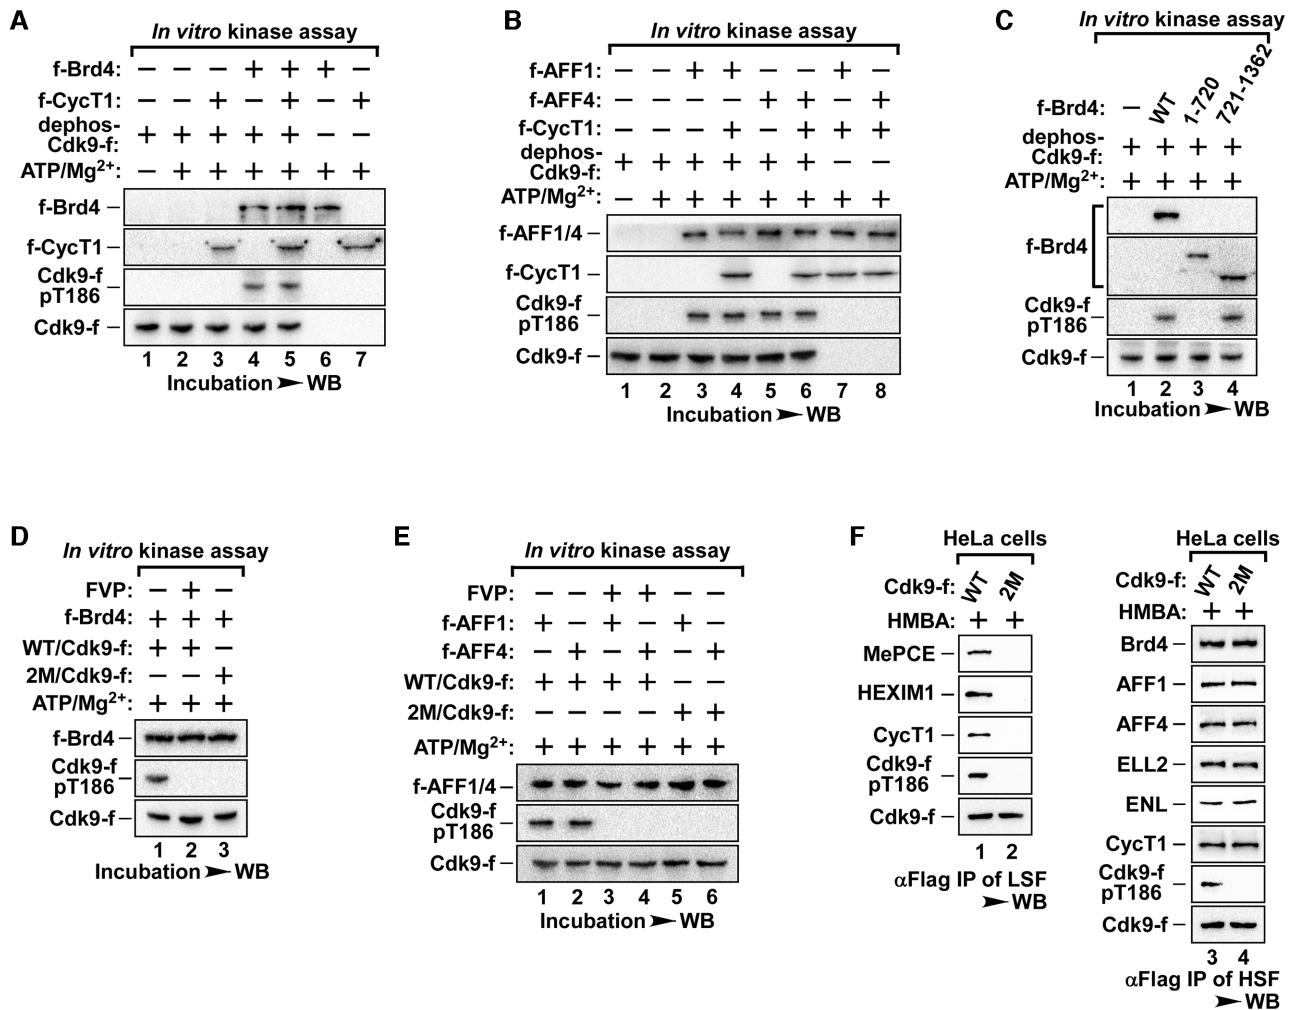 A
In vitro kinase assay
f-Brd4: – – – + + + –
f-CycT1: – – + – + – +
dephos-
Cdk9-f: + + + + + – –
ATP/Mg2+: – + + + + + +
f-Brd4 –
f-CycT1 –
Cdk9-f
pT186 –
Cdk9-f –
1 2 3 4 5 6 7
Incubation ➤ WB
B
In vitro kinase assay
f-AFF1: – – + + – – + –
f-AFF4: – – – – + + – +
f-CycT1: – – – + – + + +
dephos-
Cdk9-f: + + + + + + – –
ATP/Mg2+: – + + + + + + +
f-AFF1/4 –
f-CycT1 –
Cdk9-f
pT186 –
Cdk9-f –
1 2 3 4 5 6 7 8
Incubation ➤ WB
C
In vitro kinase assay
f-Brd4: – WT 1-720 721-1362
dephos-
Cdk9-f: + + + +
ATP/Mg2+: + + + +
f-Brd4
Cdk9-f
pT186 –
Cdk9-f –
1 2 3 4
Incubation ➤ WB
D
In vitro kinase assay
FVP: – + –
f-Brd4: + + +
WT/Cdk9-f: + + –
2M/Cdk9-f: – – +
ATP/Mg2+: + + +
f-Brd4 –
Cdk9-f
pT186 –
Cdk9-f –
1 2 3
Incubation ➤ WB
E
In vitro kinase assay
FVP: – – + + – –
f-AFF1: + – + – + –
f-AFF4: – + – + – +
WT/Cdk9-f: + + + + – –
2M/Cdk9-f: – – – – + +
ATP/Mg2+: + + + + + +
f-AFF1/4 –
Cdk9-f
pT186 –
Cdk9-f –
1 2 3 4 5 6
Incubation ➤ WB
F
HeLa cells
Cdk9-f: WT 2M
HMBA: + +
MePCE –
HEXIM1 –
CycT1 –
Cdk9-f
pT186 –
Cdk9-f –
1 2
αFlag IP of LSF
➤ WB
HeLa cells
Cdk9-f: WT 2M
HMBA: + +
Brd4 –
AFF1 –
AFF4 –
ELL2 –
ENL –
CycT1 –
Cdk9-f
pT186 –
Cdk9-f –
3 4
αFlag IP of HSF
➤ WB